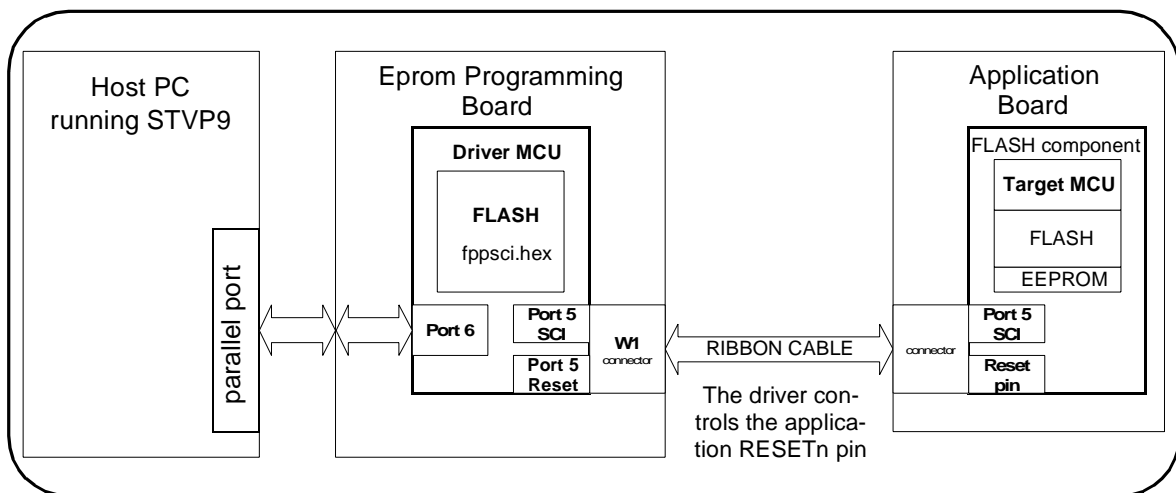 Host PC
running STVP9
parallel port
Eprom Programming
Board
Driver MCU
FLASH
fppsci.hex
Port 6
Port 5
SCI
Port 5
Reset
W1
connector
RIBBON CABLE
The driver con-
trols the applica-
tion RESETn pin
Application
Board
FLASH component
Target MCU
FLASH
EEPROM
connector
Port 5
SCI
Reset
pin